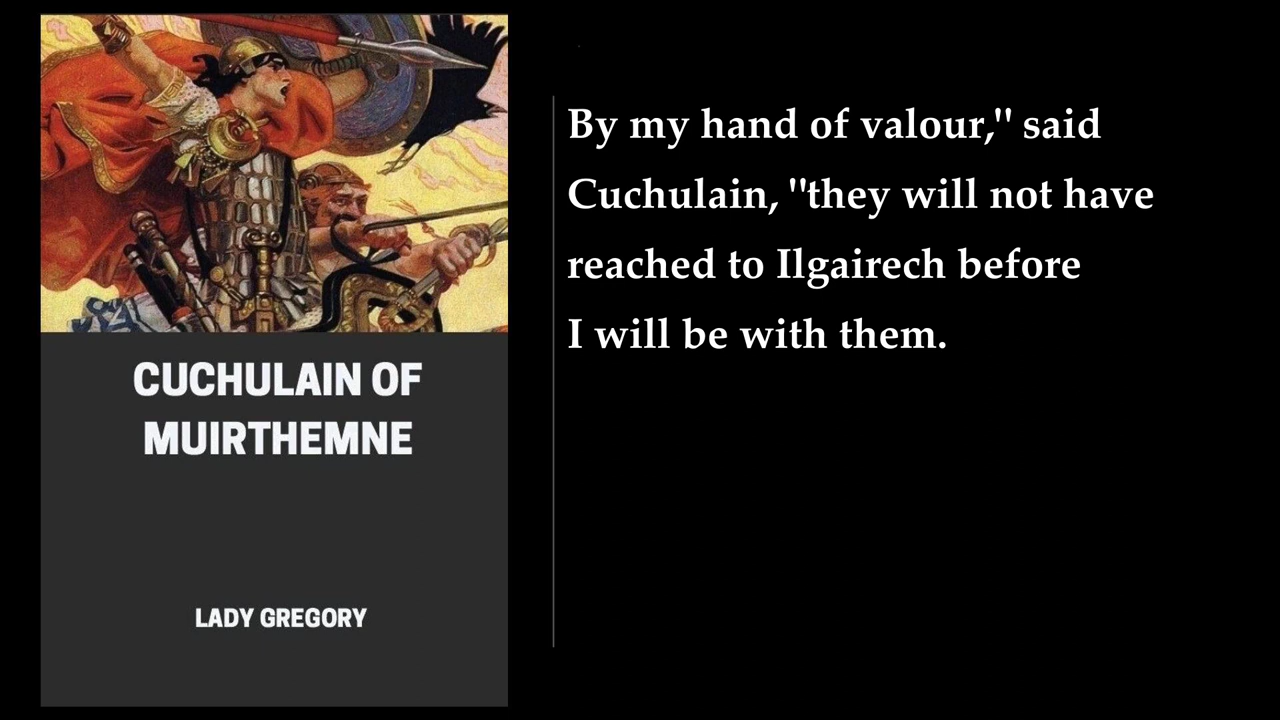 CUCHULAIN OF
MUIRTHEMNE
LADY GREGORY
By my hand of valour," said
Cuchulain, "they will not have
reached to Ilgairech before
I will be with them.